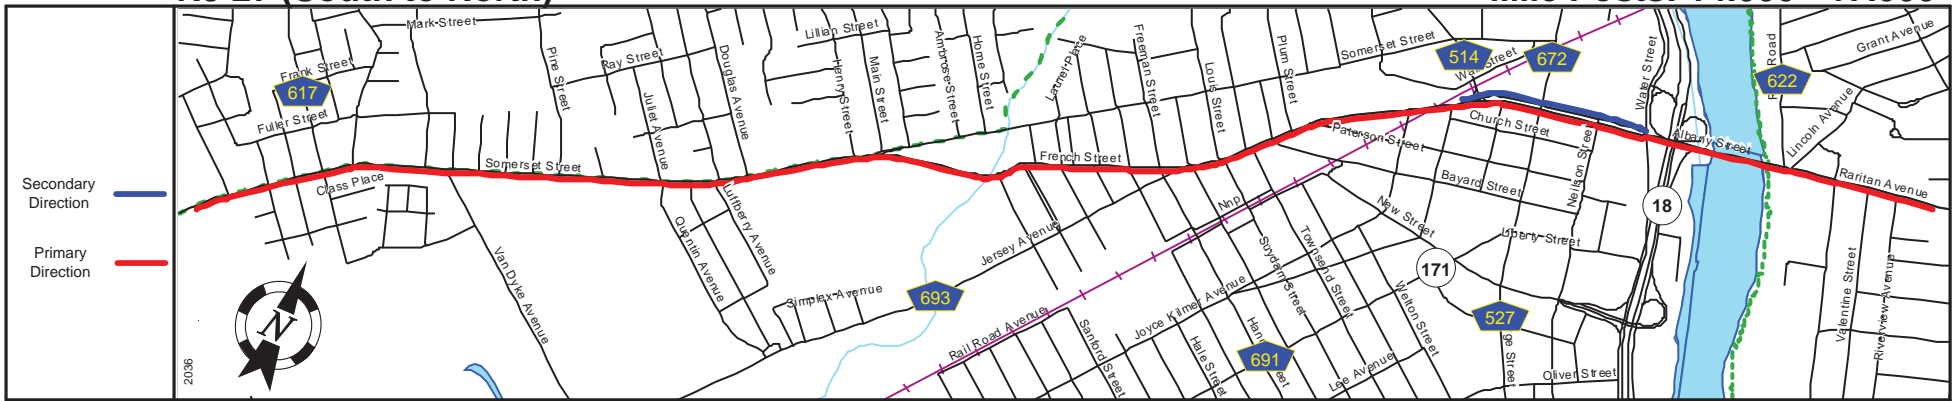 Secondary
Direction
Primary
Direction
Mark Street
Frank Street
617
Fuller Street
Class Place
Somerset Street
Pine Street
Ray Street
Juliet Avenue
Douglas Avenue
Lillian Street
Henry Street
Main Street
Ambrose Street
Home Street
Laurel Place
Freeman Street
Louis Street
Plum Street
Somerset Street
514
672
Water Street
622
Road
Grant Avenue
Lincoln Avenue
French Street
Paterson Street
Church Street
Albany Street
Raritan Avenue
Bayard Street
Neilson Street
New Street
Liberty Street
18
171
Nnp
Jersey Avenue
Quentin Avenue
Luffberry Avenue
Van Dyke Avenue
Simplex Avenue
693
Rail Road Avenue
Joyce Kilmer Avenue
Sanford Street
Hale Street
691
Suydam Street
Townsend Street
Welton Street
Lee Avenue
527
Oliver Street
Valentine Street
Riverview Avenue
N
2036